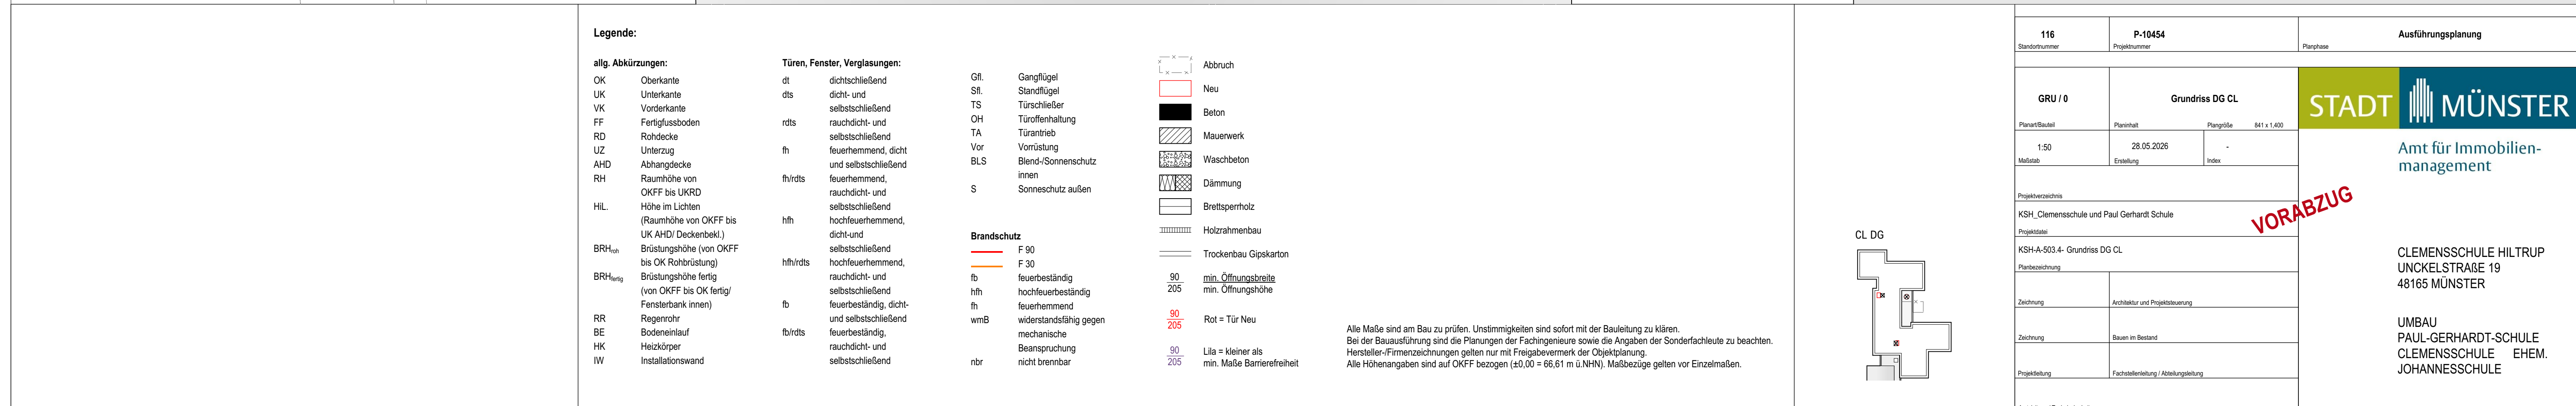 Legende:
allg. Abkürzungen:
OK Oberkante
UK Unterkante
VK Vorderkante
FF Fertigfussboden
RD Rohdecke
UZ Unterzug
AHD Abhangdecke
RH Raumhöhe von
OKFF bis UKRD
HiL. Höhe im Lichten
(Raumhöhe von OKFF bis
UK AHD/ Deckenbekl.)
BRHroh Brüstungshöhe (von OKFF
bis OK Rohbrüstung)
BRHfertig Brüstungshöhe fertig
(von OKFF bis OK fertig/
Fensterbank innen)
RR Regenrohr
BE Bodeneinlauf
HK Heizkörper
IW Installationswand
Türen, Fenster, Verglasungen:
dt dichtschließend
dts dicht- und
selbstschließend
rdts rauchdicht- und
selbstschließend
fh feuerhemmend, dicht
und selbstschließend
fh/rdts feuerhemmend,
rauchdicht- und
selbstschließend
hfh hochfeuerhemmend,
dicht-und
selbstschließend
hfh/rdts hochfeuerhemmend,
rauchdicht- und
selbstschließend
fb feuerbeständig, dicht-
und selbstschließend
fb/rdts feuerbeständig,
rauchdicht- und
selbstschließend
Gfl. Gangflügel
Sfl. Standflügel
TS Türschließer
OH Türoffenhaltung
TA Türantrieb
Vor Vorrüstung
BLS Blend-/Sonnenschutz
innen
S Sonneschutz außen
Brandschutz
F 90
F 30
fb feuerbeständig
hfh hochfeuerbeständig
fh feuerhemmend
wmB widerstandsfähig gegen
mechanische
Beanspruchung
nbr nicht brennbar
Abbruch
Neu
Beton
Mauerwerk
Waschbeton
Dämmung
Brettsperrholz
Holzrahmenbau
Trockenbau Gipskarton
90 min. Öffnungsbreite
205 min. Öffnungshöhe
90
205
Rot = Tür Neu
90 Lila = kleiner als
205 min. Maße Barrierefreiheit
Alle Maße sind am Bau zu prüfen. Unstimmigkeiten sind sofort mit der Bauleitung zu klären.
Bei der Bauausführung sind die Planungen der Fachingenieure sowie die Angaben der Sonderfachleute zu beachten.
Hersteller-/Firmenzeichnungen gelten nur mit Freigabevermerk der Objektplanung.
Alle Höhenangaben sind auf OKFF bezogen (±0,00 = 66,61 m ü.NHN). Maßbezüge gelten vor Einzelmaßen.
CL DG
116 P-10454 Ausführungsplanung
Standortnummer Projektnummer Planphase
GRU / 0 Grundriss DG CL
Planart/Bauteil Planinhalt Plangröße 841 x 1,400
1:50 28.05.2026 -
Maßstab Erstellung Index
Projektverzeichnis
KSH_Clemensschule und Paul Gerhardt Schule
Projektdatei
KSH-A-503.4- Grundriss DG CL
Planbezeichnung
Zeichnung Architektur und Projektsteuerung
Zeichnung Bauen im Bestand
Projektleitung Fachstellenleitung / Abteilungsleitung
STADT MÜNSTER
Amt für Immobilien-
management
VORABZUG
CLEMENSSCHULE HILTRUP
UNCKELSTRAßE 19
48165 MÜNSTER
UMBAU
PAUL-GERHARDT-SCHULE
CLEMENSSCHULE EHEM.
JOHANNESSCHULE